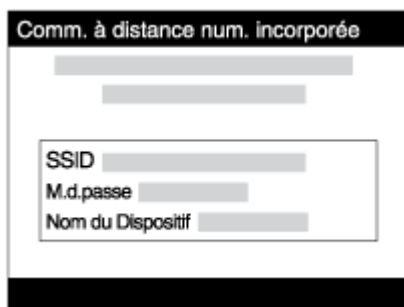 Comm. à distance num. incorporée
SSID
M.d.passe
Nom du Dispositif